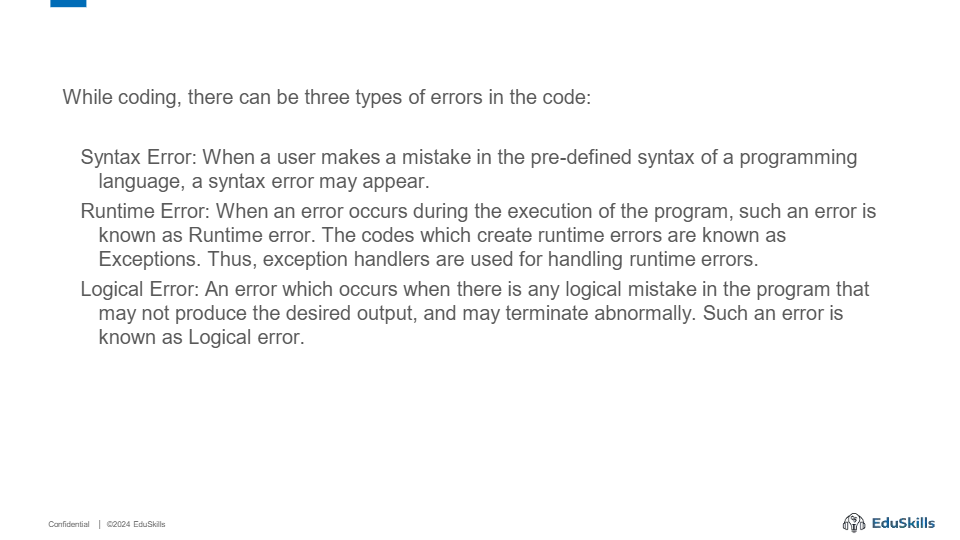 While coding, there can be three types of errors in the code:
Syntax Error: When a user makes a mistake in the pre-defined syntax of a programming
language, a syntax error may appear.
Runtime Error: When an error occurs during the execution of the program, such an error is
known as Runtime error. The codes which create runtime errors are known as
Exceptions. Thus, exception handlers are used for handling runtime errors.
Logical Error: An error which occurs when there is any logical mistake in the program that
may not produce the desired output, and may terminate abnormally. Such an error is
known as Logical error.
Confidential | ©2024 EduSkills
EduSkills